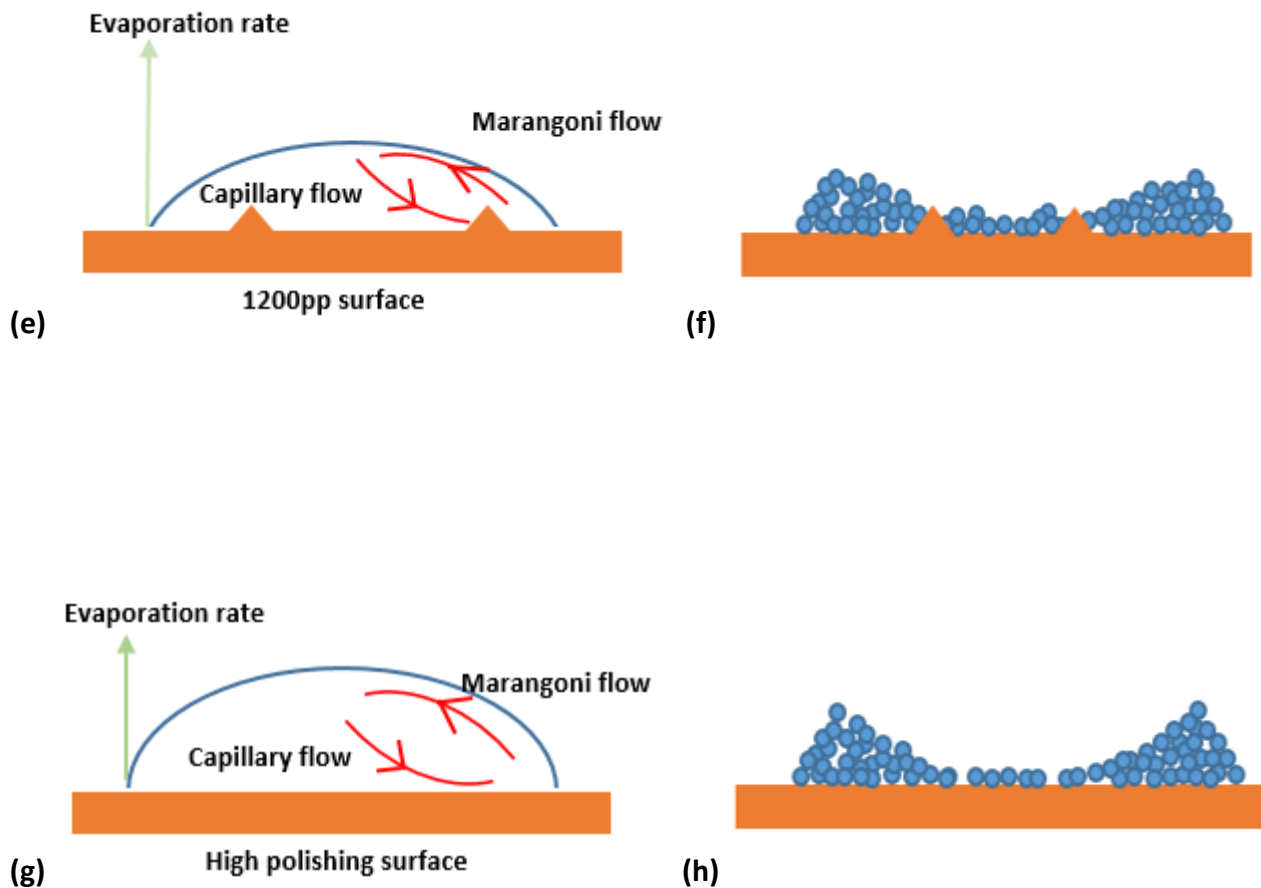 Evaporation rate
Marangoni flow
Capillary flow
1200pp surface
(e)
(f)
Evaporation rate
Marangoni flow
Capillary flow
High polishing surface
(g)
(h)